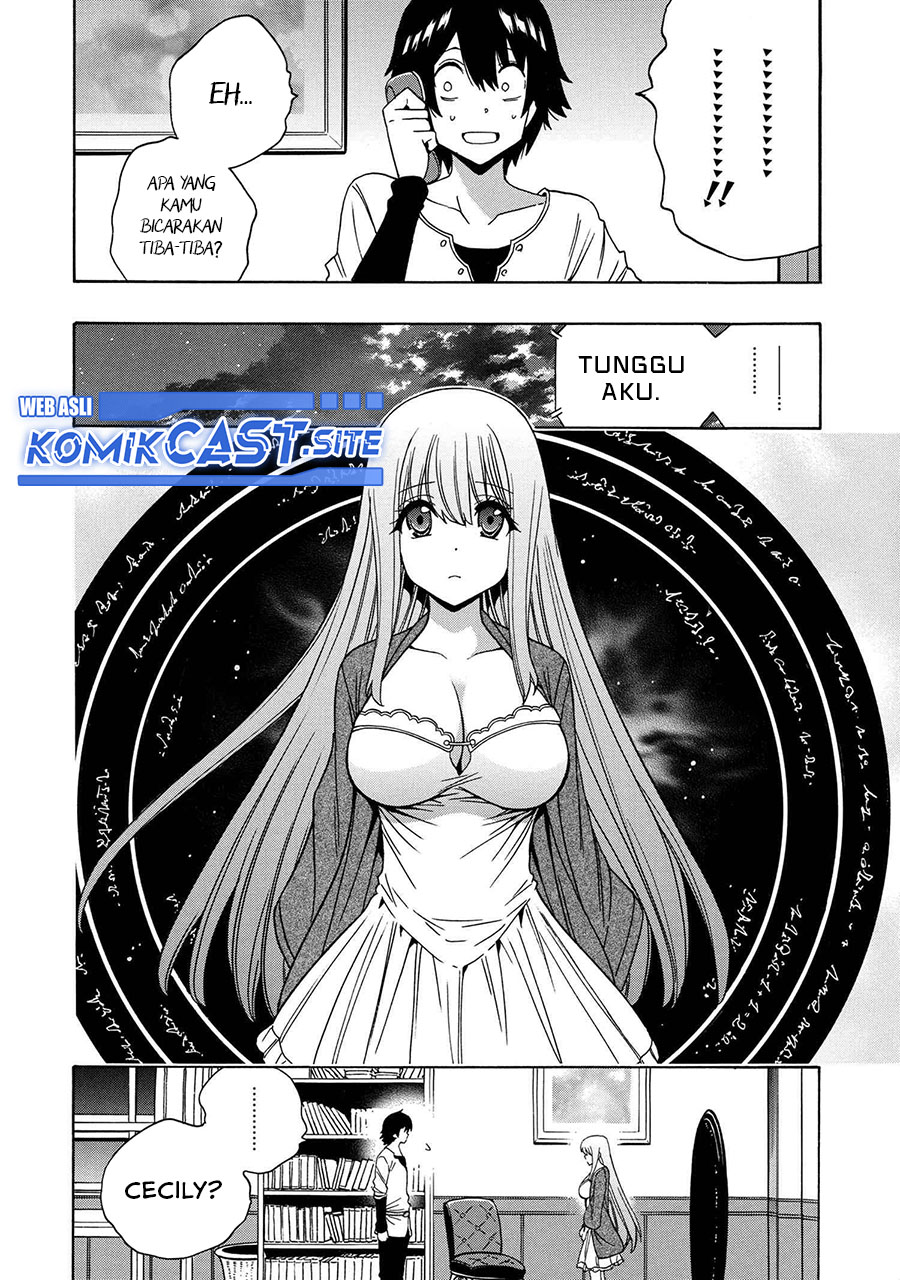 EH...
APA YANG
KAMU
BICARAKAN
TIBA-TIBA?
!!
TUNGGU
AKU.
WEB ASLI
KOMIKCAST.SITE
CECILY?